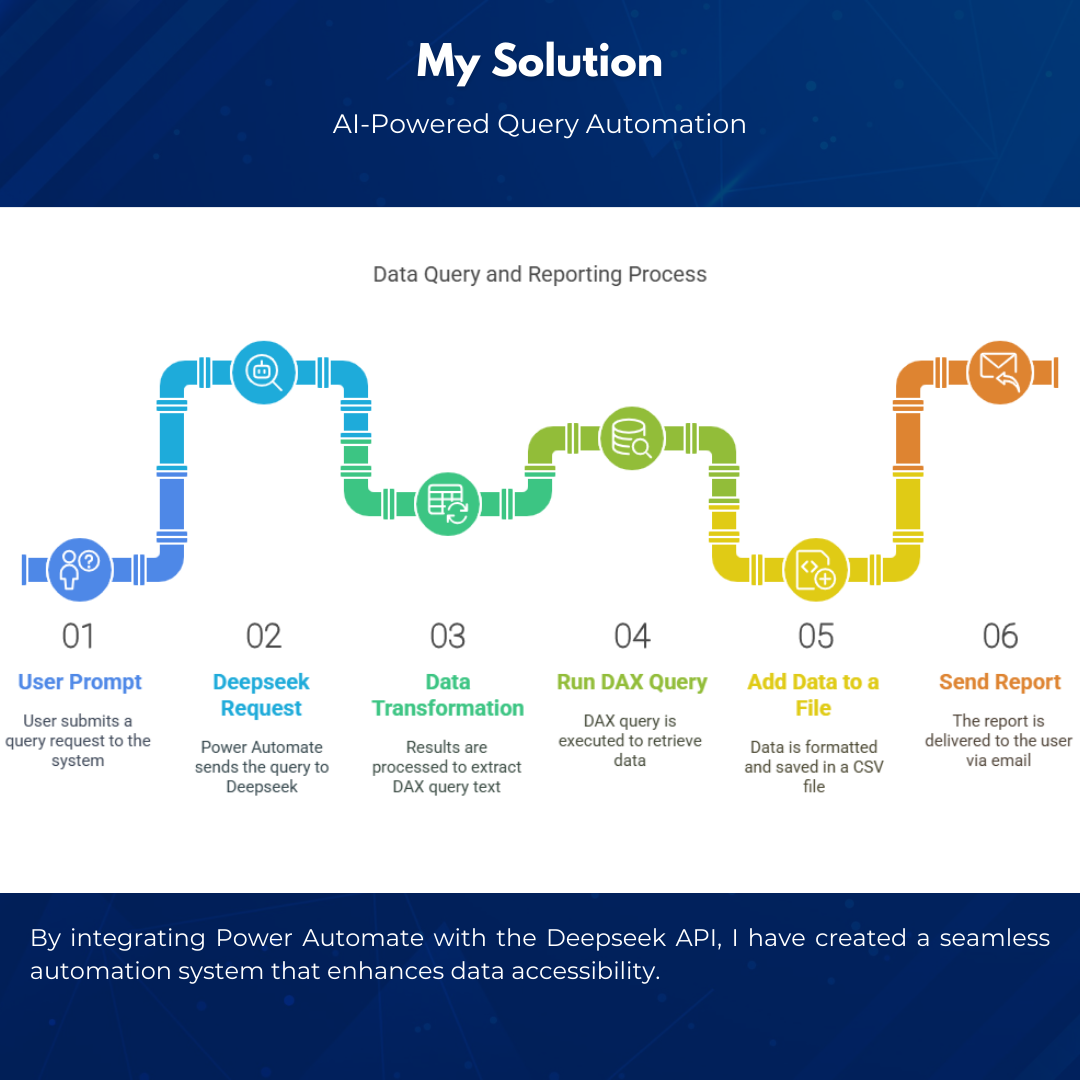 My Solution
AI-Powered Query Automation
Data Query and Reporting Process
01
User Prompt
User submits a
query request to the
system
02
Deepseek
Request
Power Automate
sends the query to
Deepseek
03
Data
Transformation
Results are
processed to extract
DAX query text
04
Run DAX Query
DAX query is
executed to retrieve
data
05
Add Data to a
File
Data is formatted
and saved in a CSV
file
06
Send Report
The report is
delivered to the user
via email
By integrating Power Automate with the Deepseek API, I have created a seamless
automation system that enhances data accessibility.